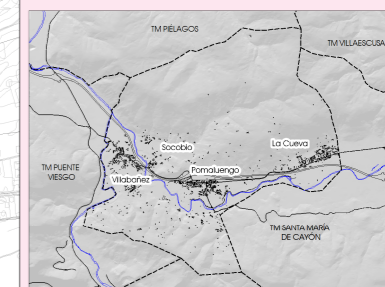 TM PIÉLAGOS
TM VILLAESCUSA
Socobio
La Cueva
TM PUENTE
VIESGO
Pomaluengo
Villabañez
TM SANTA MARÍA
DE CAYÓN